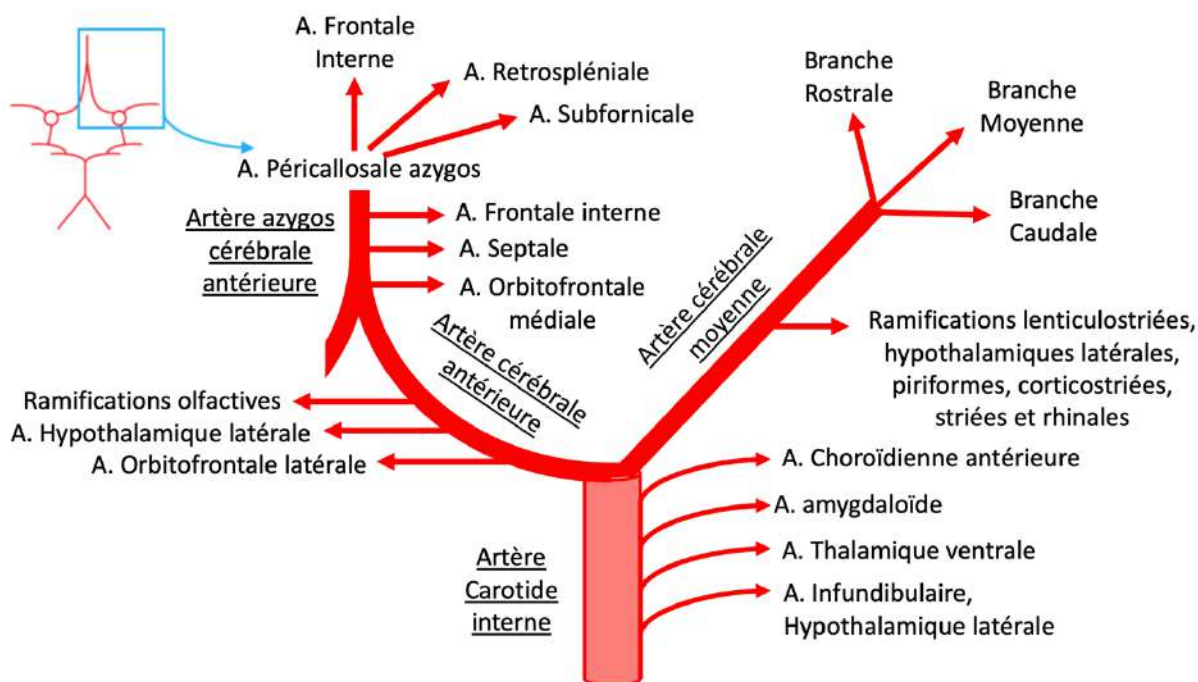 A. Frontale
Interne
A. Retrospléniale
A. Subfornicale
A. Péricallosale azygos
Branche
Rostrale
Branche
Moyenne
Branche
Caudale
Artère azygos
cérébrale
antérieure
A. Frontale interne
A. Septale
A. Orbitofrontale
médiale
Artère cérébrale
moyenne
Artère cérébrale
antérieure
Ramifications lenticulostriées,
hypothalamiques latérales,
piriformes, corticostriées,
striées et rhinales
Ramifications olfactives
A. Hypothalamique latérale
A. Orbitofrontale latérale
A. Choroïdienne antérieure
A. amygdaloïde
A. Thalamique ventrale
A. Infundibulaire,
Hypothalamique latérale
Artère
Carotide
interne